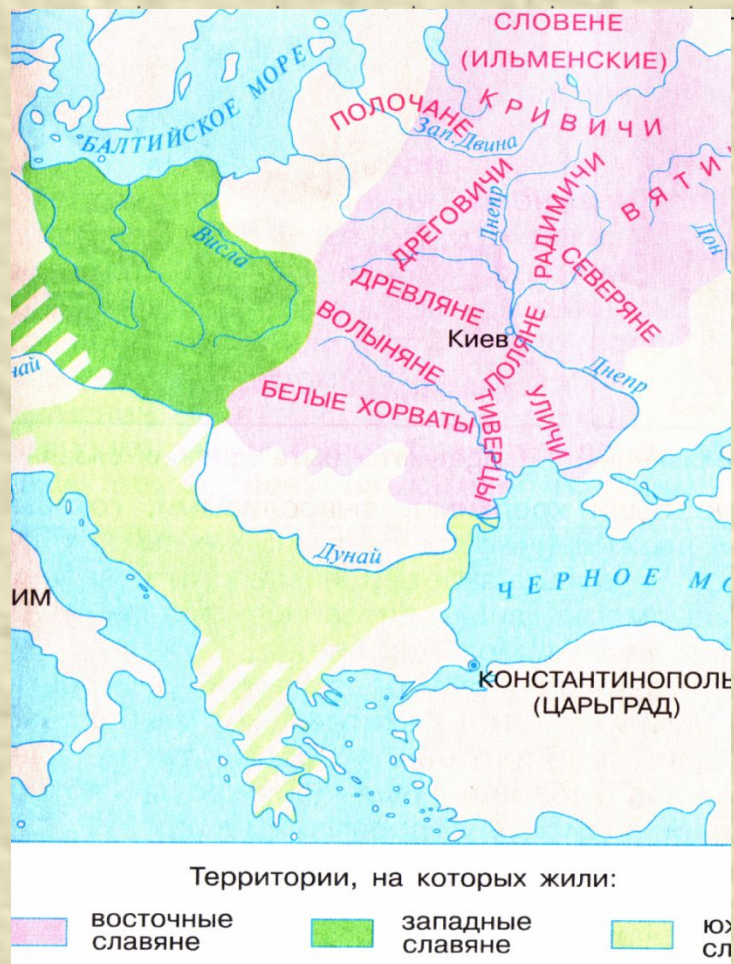 СЛОВЕНЕ
(ИЛЬМЕНСКИЕ)
БАЛТИЙСКОЕ МОРЕ
ПОЛОЧАНЕ
КРИВИЧИ
Зап. Двина
ВЯТИ
ДРЕГОВИЧИ
Днепр
РАДИМИЧИ
Дон
Висла
СЕВЕРЯНЕ
ДРЕВЛЯНЕ
ВОЛЫНЯНЕ
Киев
ПОЛЯНЕ
най
Днепр
БЕЛЫЕ ХОРВАТЫ
ТИВЕРЦЫ
УЛИЧИ
Дунай
ИМ
ЧЕРНОЕ МО
КОНСТАНТИНОПОЛЬ
(ЦАРЬГРАД)
Территории, на которых жили:
восточные
славяне
западные
славяне
ю
сл